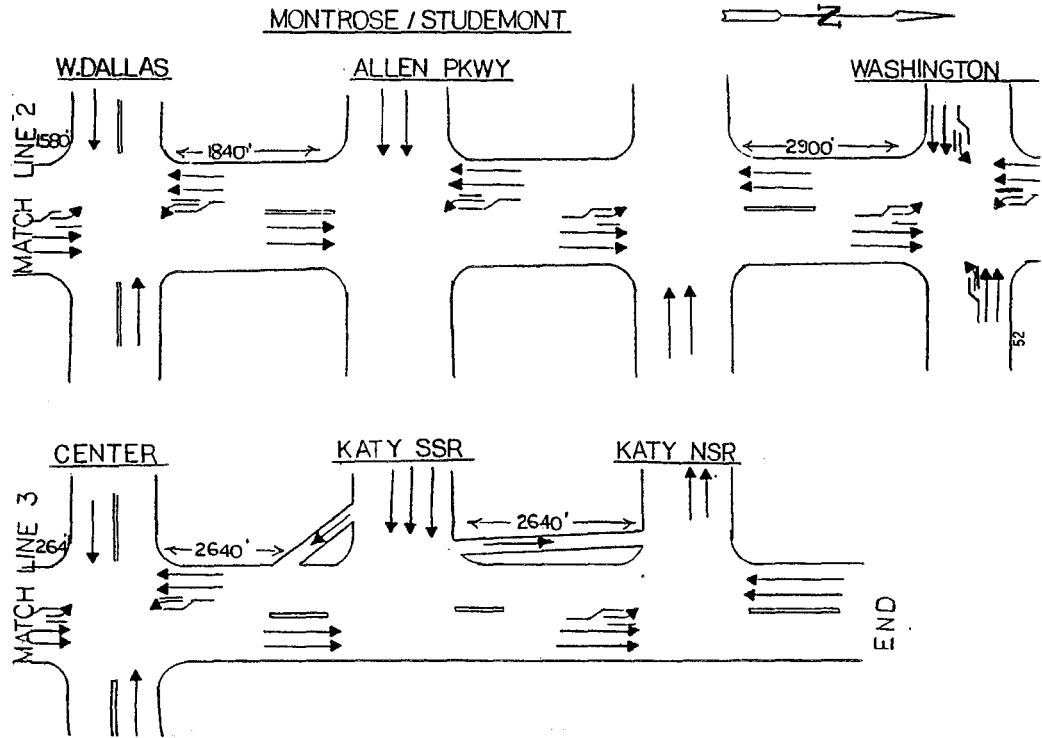 MONTROSE / STUDEMONT
N
W.DALLAS
ALLEN PKWY
WASHINGTON
MATCH LINE 2
1580'
1840'
2900'
52
CENTER
KATY SSR
KATY NSR
MATCH LINE 3
264'
2640'
2640'
END